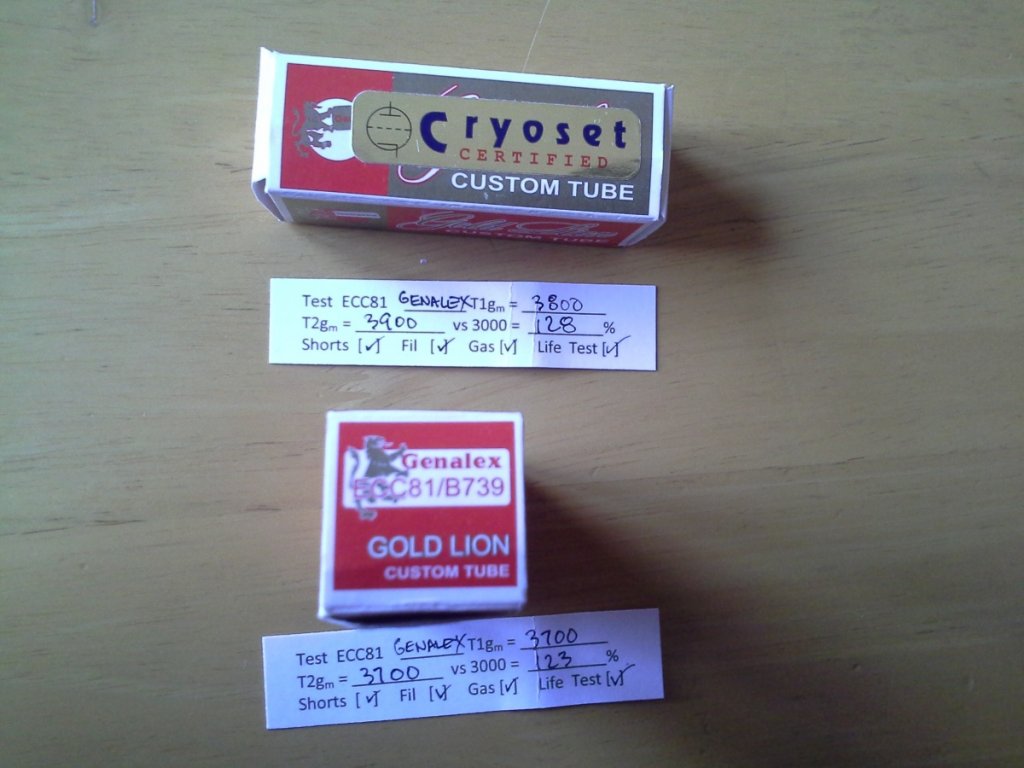 Cryoset
CERTIFIED
CUSTOM TUBE
CUSTOM TUBE
Test ECC81 GENALEX T1gm = 3800
T2gm = 3900 vs 3000 = 128 %
Shorts [✓] Fil [✓] Gas [✓] Life Test [✓]
Genalex
ECC81/B739
GOLD LION
CUSTOM TUBE
Test ECC81 GENALEX T1gm = 3700
T2gm = 3700 vs 3000 = 123 %
Shorts [✓] Fil [✓] Gas [✓] Life Test [✓]